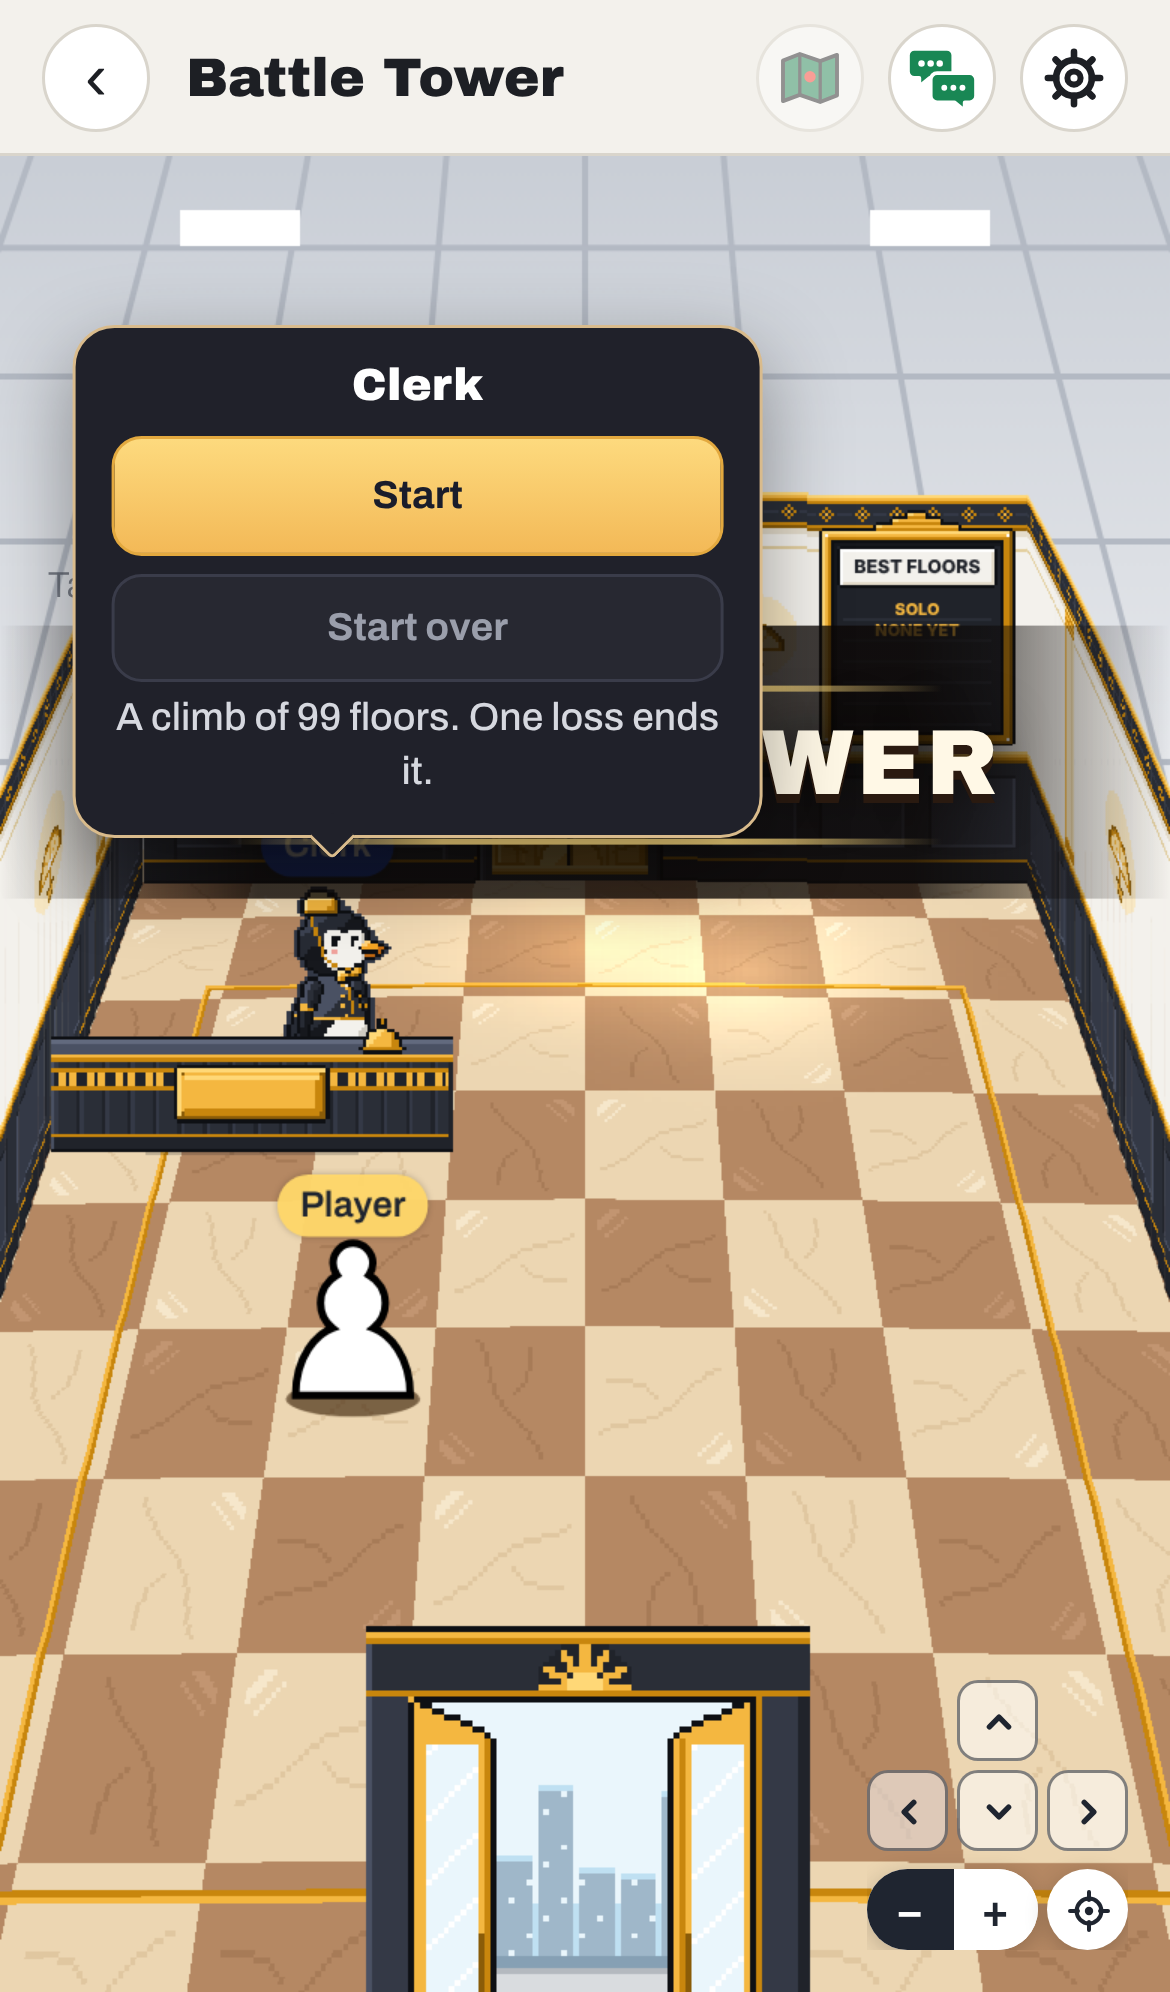 Battle Tower
Clerk
Start
Start over
A climb of 99 floors. One loss ends
it.
BEST FLOORS
SOLO
NONE YET
WER
Clerk
Player